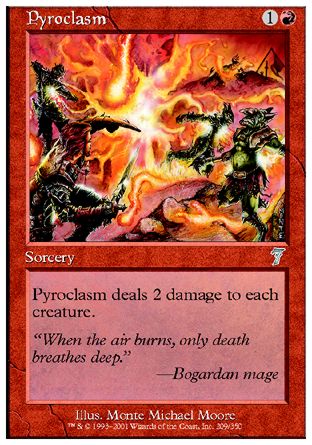 Pyroclasm 1
Sorcery
Pyroclasm deals 2 damage to each
creature.
“When the air burns, only death
breathes deep.”
—Bogardan mage
Illus. Monte Michael Moore
™ & © 1993–2001 Wizards of the Coast, Inc. 209/350